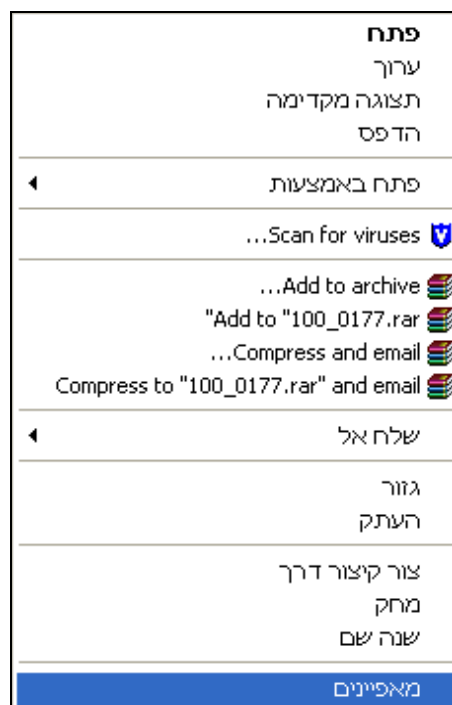 פתח
ערוך
תצוגה מקדימה
הדפס
פתח באמצעות
...Scan for viruses
...Add to archive
"Add to "100_0177.rar
...Compress and email
Compress to "100_0177.rar" and email
שלח אל
גזור
העתק
צור קיצור דרך
מחק
שנה שם
מאפיינים